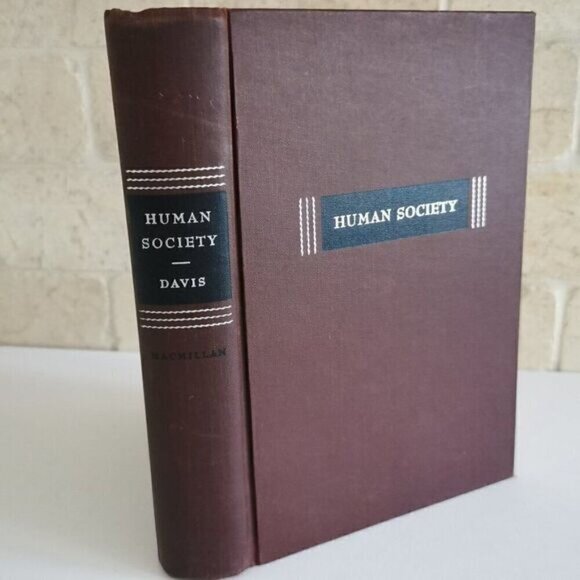 HUMAN
SOCIETY
DAVIS
MACMILLAN
HUMAN SOCIETY